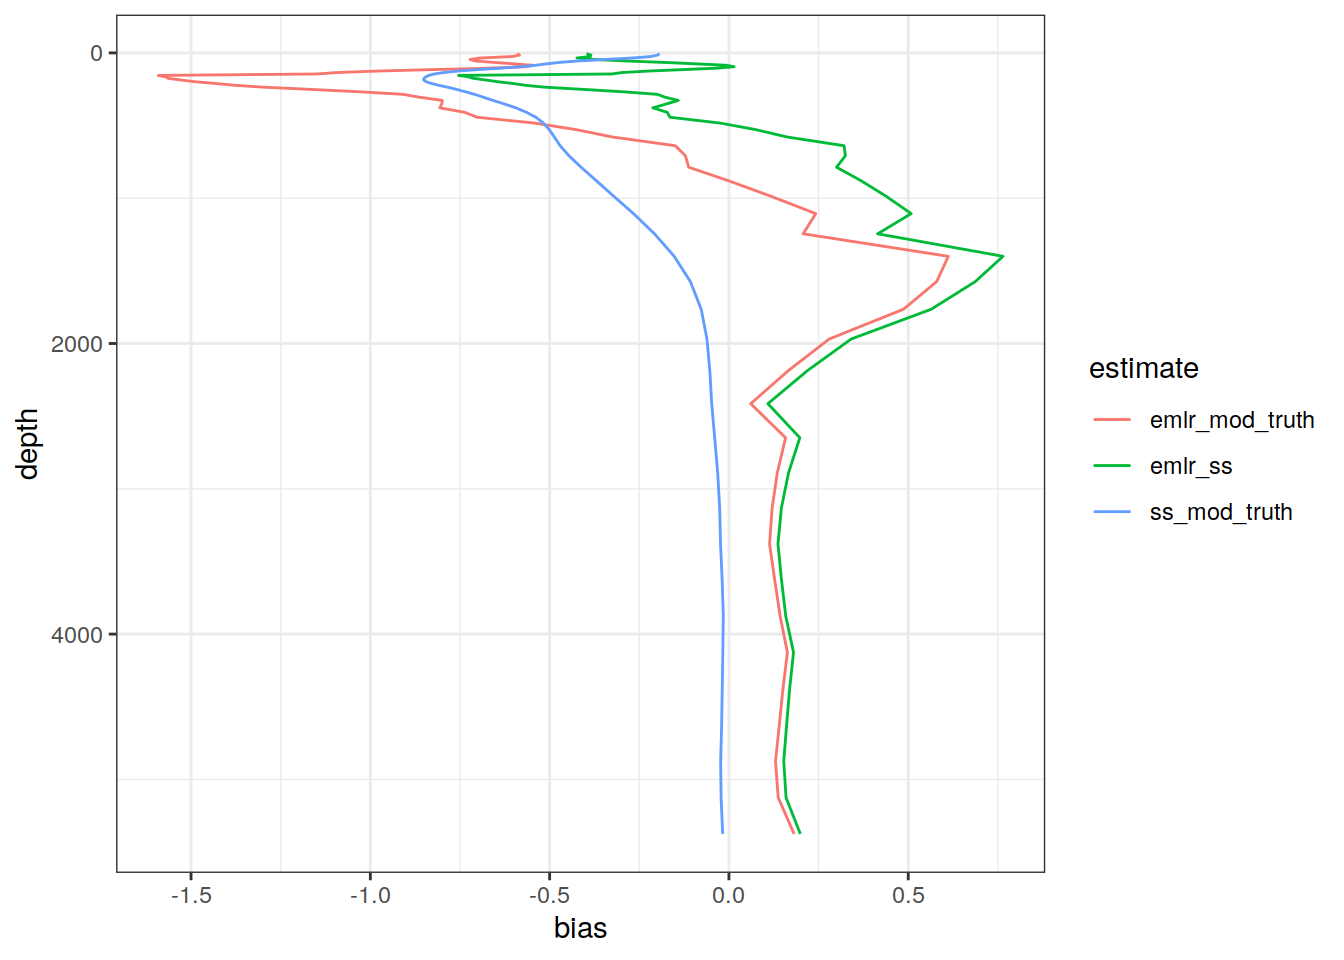 0
2000
4000
depth
-1.5
-1.0
-0.5
0.0
0.5
bias
estimate
emlr_mod_truth
emlr_ss
ss_mod_truth